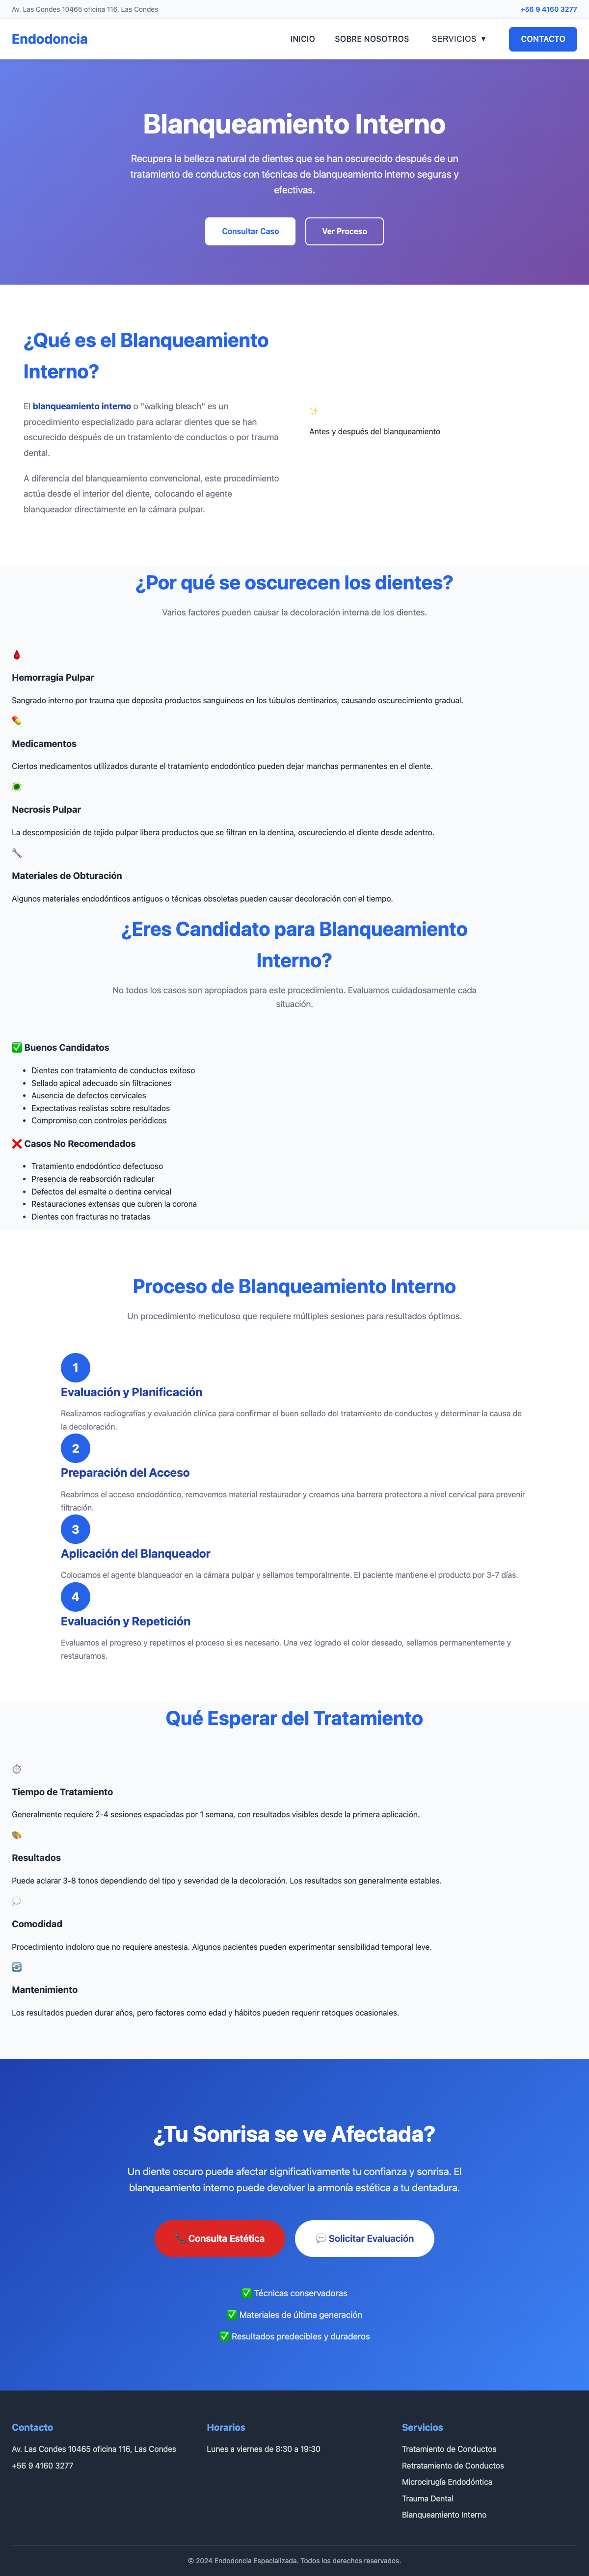 Av. Las Condes 10465 oficina 116, Las Condes
+56 9 4160 3277
Endodoncia
INICIO
SOBRE NOSOTROS
SERVICIOS ▼
CONTACTO
Blanqueamiento Interno
Recupera la belleza natural de dientes que se han oscurecido después de un
tratamiento de conductos con técnicas de blanqueamiento interno seguras y
efectivas.
Consultar Caso
Ver Proceso
¿Qué es el Blanqueamiento
Interno?
El blanqueamiento interno o "walking bleach" es un
procedimiento especializado para aclarar dientes que se han
oscurecido después de un tratamiento de conductos o por trauma
dental.
A diferencia del blanqueamiento convencional, este procedimiento
actúa desde el interior del diente, colocando el agente
blanqueador directamente en la cámara pulpar.
✨
Antes y después del blanqueamiento
¿Por qué se oscurecen los dientes?
Varios factores pueden causar la decoloración interna de los dientes.
🩸
Hemorragia Pulpar
Sangrado interno por trauma que deposita productos sanguíneos en los túbulos dentinarios, causando oscurecimiento gradual.
💊
Medicamentos
Ciertos medicamentos utilizados durante el tratamiento endodóntico pueden dejar manchas permanentes en el diente.
🦠
Necrosis Pulpar
La descomposición de tejido pulpar libera productos que se filtran en la dentina, oscureciendo el diente desde adentro.
🔧
Materiales de Obturación
Algunos materiales endodónticos antiguos o técnicas obsoletas pueden causar decoloración con el tiempo.
¿Eres Candidato para Blanqueamiento
Interno?
No todos los casos son apropiados para este procedimiento. Evaluamos cuidadosamente cada
situación.
✅ Buenos Candidatos
• Dientes con tratamiento de conductos exitoso
• Sellado apical adecuado sin filtraciones
• Ausencia de defectos cervicales
• Expectativas realistas sobre resultados
• Compromiso con controles periódicos
❌ Casos No Recomendados
• Tratamiento endodóntico defectuoso
• Presencia de reabsorción radicular
• Defectos del esmalte o dentina cervical
• Restauraciones extensas que cubren la corona
• Dientes con fracturas no tratadas
Proceso de Blanqueamiento Interno
Un procedimiento meticuloso que requiere múltiples sesiones para resultados óptimos.
1
Evaluación y Planificación
Realizamos radiografías y evaluación clínica para confirmar el buen sellado del tratamiento de conductos y determinar la causa de
la decoloración.
2
Preparación del Acceso
Reabrimos el acceso endodóntico, removemos material restaurador y creamos una barrera protectora a nivel cervical para prevenir
filtración.
3
Aplicación del Blanqueador
Colocamos el agente blanqueador en la cámara pulpar y sellamos temporalmente. El paciente mantiene el producto por 3-7 días.
4
Evaluación y Repetición
Evaluamos el progreso y repetimos el proceso si es necesario. Una vez logrado el color deseado, sellamos permanentemente y
restauramos.
Qué Esperar del Tratamiento
⏱
Tiempo de Tratamiento
Generalmente requiere 2-4 sesiones espaciadas por 1 semana, con resultados visibles desde la primera aplicación.
🎨
Resultados
Puede aclarar 3-8 tonos dependiendo del tipo y severidad de la decoloración. Los resultados son generalmente estables.
💭
Comodidad
Procedimiento indoloro que no requiere anestesia. Algunos pacientes pueden experimentar sensibilidad temporal leve.
🔄
Mantenimiento
Los resultados pueden durar años, pero factores como edad y hábitos pueden requerir retoques ocasionales.
¿Tu Sonrisa se ve Afectada?
Un diente oscuro puede afectar significativamente tu confianza y sonrisa. El
blanqueamiento interno puede devolver la armonía estética a tu dentadura.
📞 Consulta Estética
💬 Solicitar Evaluación
✅ Técnicas conservadoras
✅ Materiales de última generación
✅ Resultados predecibles y duraderos
Contacto
Av. Las Condes 10465 oficina 116, Las Condes
+56 9 4160 3277
Horarios
Lunes a viernes de 8:30 a 19:30
Servicios
Tratamiento de Conductos
Retratamiento de Conductos
Microcirugía Endodóntica
Trauma Dental
Blanqueamiento Interno
© 2024 Endodoncia Especializada. Todos los derechos reservados.